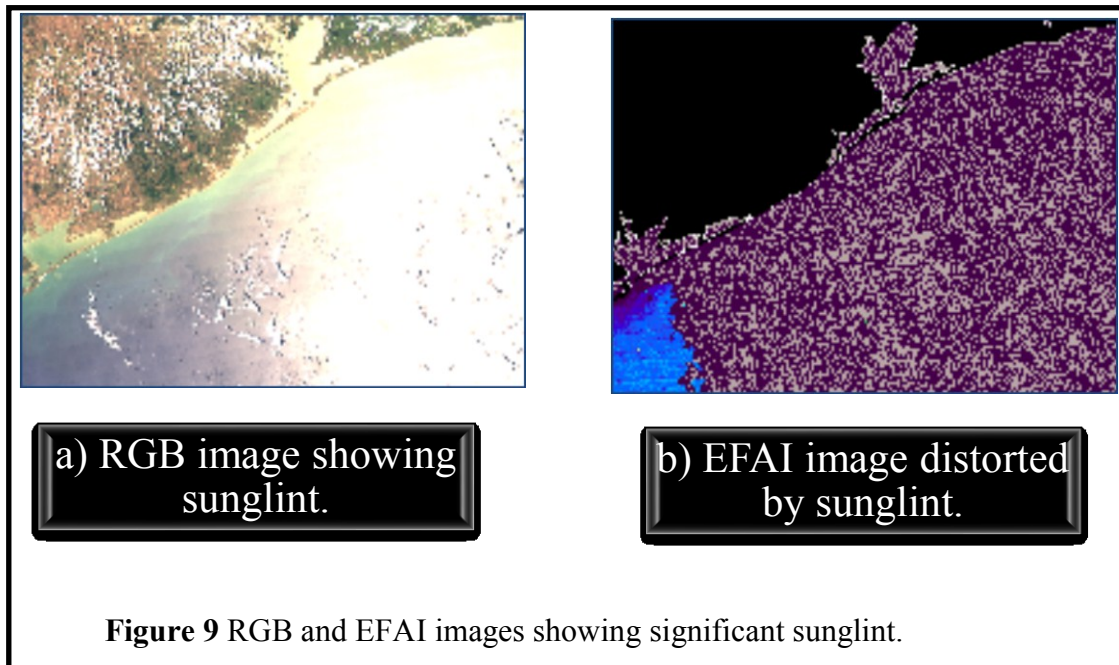 a) RGB image showing
sunglint.
b) EFAI image distorted
by sunglint.
Figure 9 RGB and EFAI images showing significant sunglint.